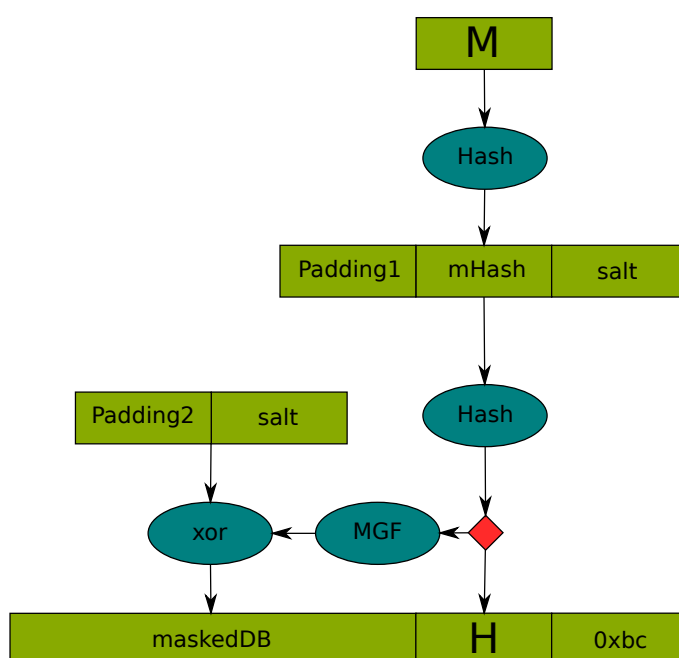 M
Hash
Padding1 mHash salt
Hash
Padding2 salt
xor MGF
maskedDB H 0xbc